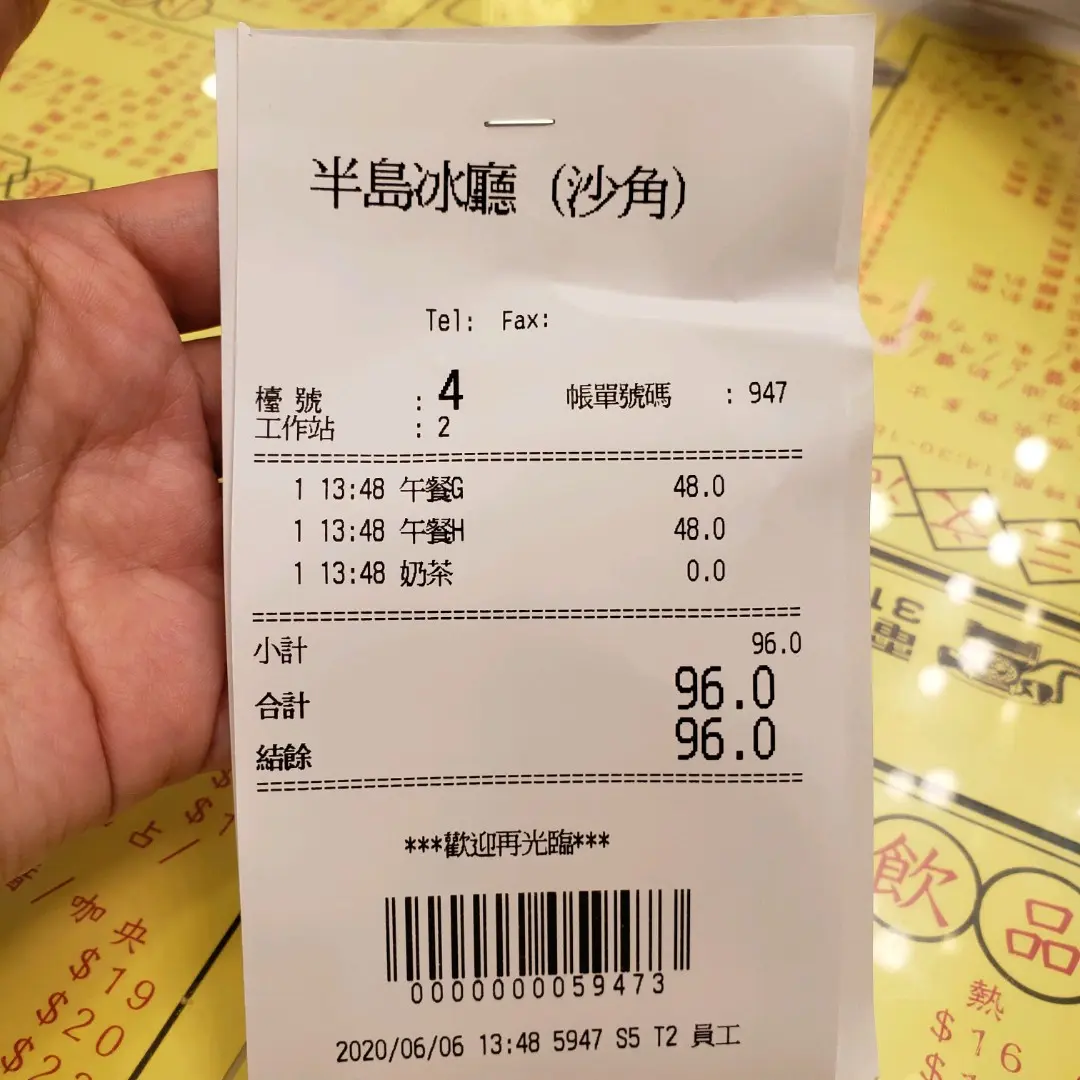 半島冰廳 (沙角)
Tel: Fax:
檯 號 : 4 帳單號碼 : 947
工作站 : 2
1 13:48 午餐G 48.0
1 13:48 午餐H 48.0
1 13:48 奶茶 0.0
小計 96.0
合計 96.0
結餘 96.0
***歡迎再光臨***
0000000059473
2020/06/06 13:48 5947 S5 T2 員工
飲品
熱
$16
咖央
$19
$20